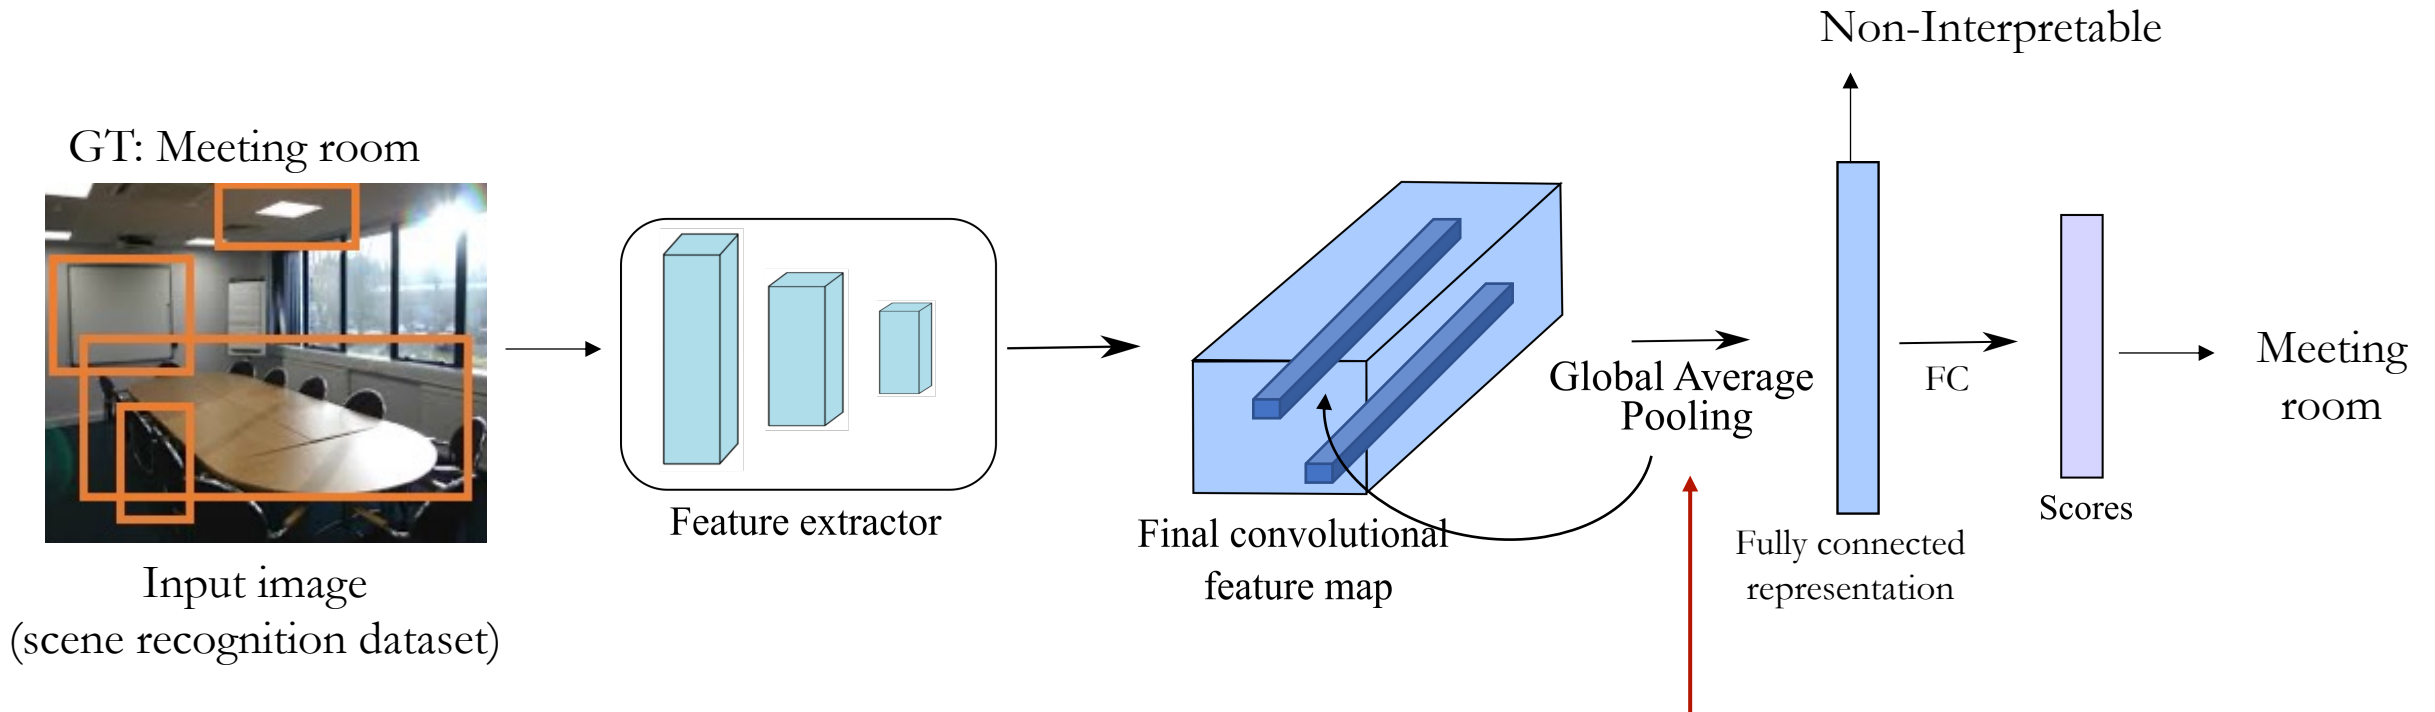 Non-Interpretable
GT: Meeting room
Input image
(scene recognition dataset)
Feature extractor
Final convolutional
feature map
Global Average
Pooling
Fully connected
representation
FC
Scores
Meeting
room